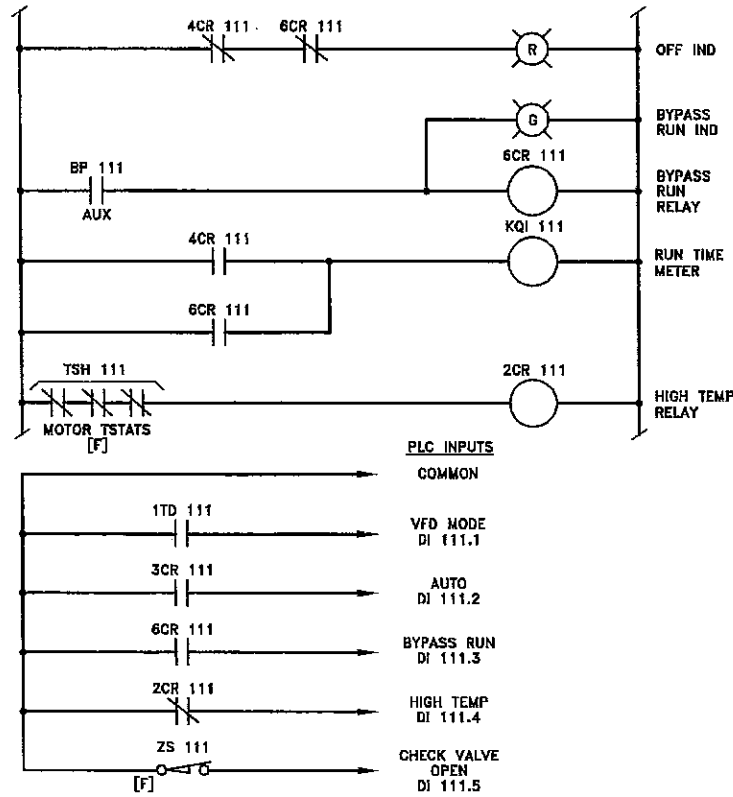 4CR 111
6CR 111
R
OFF IND
G
BYPASS
RUN IND
BP 111
AUX
6CR 111
BYPASS
RUN
RELAY
4CR 111
KQI 111
RUN TIME
METER
6CR 111
TSH 111
MOTOR TSTATS
[F]
2CR 111
HIGH TEMP
RELAY
PLC INPUTS
COMMON
1TD 111
VFD MODE
DI 111.1
3CR 111
AUTO
DI 111.2
6CR 111
BYPASS RUN
DI 111.3
2CR 111
HIGH TEMP
DI 111.4
ZS 111
[F]
CHECK VALVE
OPEN
DI 111.5